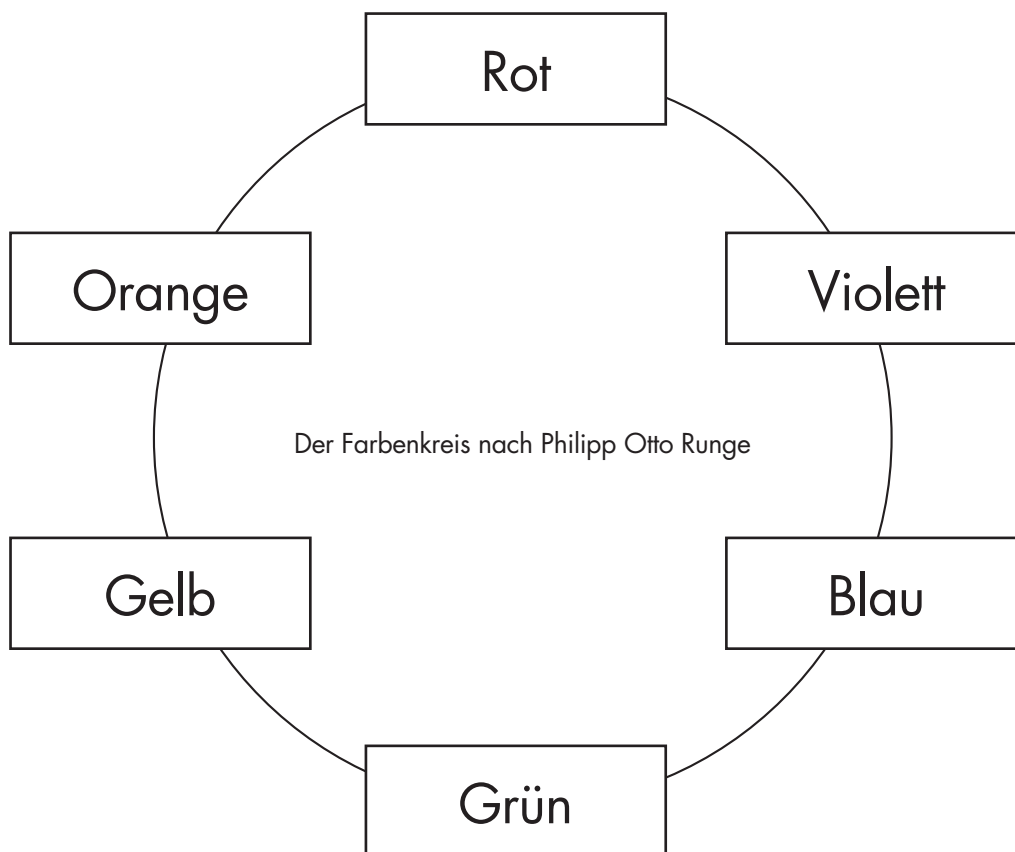 Rot
Orange
Violett
Der Farbenkreis nach Philipp Otto Runge
Gelb
Blau
Grün